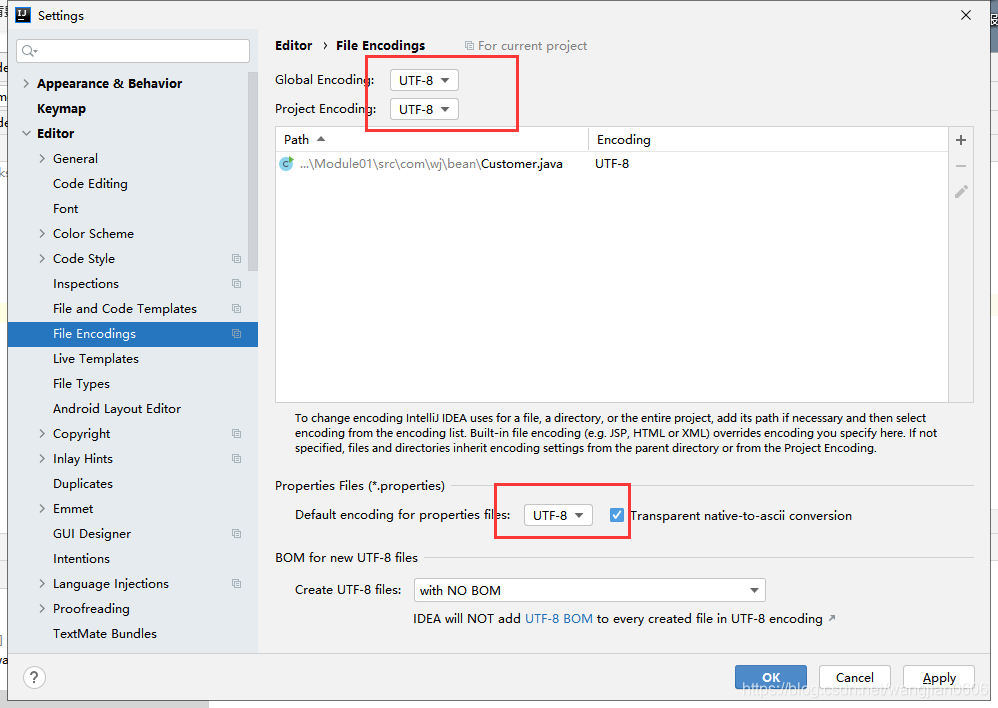 Settings
Editor › File Encodings For current project
Appearance & Behavior
Keymap
Editor
General
Code Editing
Font
Color Scheme
Code Style
Inspections
File and Code Templates
File Encodings
Live Templates
File Types
Android Layout Editor
Copyright
Inlay Hints
Duplicates
Emmet
GUI Designer
Intentions
Language Injections
Proofreading
TextMate Bundles
Global Encoding: UTF-8
Project Encoding: UTF-8
Path Encoding
...\Module01\src\com\wj\bean\Customer.java UTF-8
To change encoding IntelliJ IDEA uses for a file, a directory, or the entire project, add its path if necessary and then select
encoding from the encoding list. Built-in file encoding (e.g. JSP, HTML or XML) overrides encoding you specify here. If not
specified, files and directories inherit encoding settings from the parent directory or from the Project Encoding.
Properties Files (*.properties)
Default encoding for properties files: UTF-8 Transparent native-to-ascii conversion
BOM for new UTF-8 files
Create UTF-8 files: with NO BOM
IDEA will NOT add UTF-8 BOM to every created file in UTF-8 encoding
? OK Cancel Apply
https://blog.csdn.net/wangjian0806